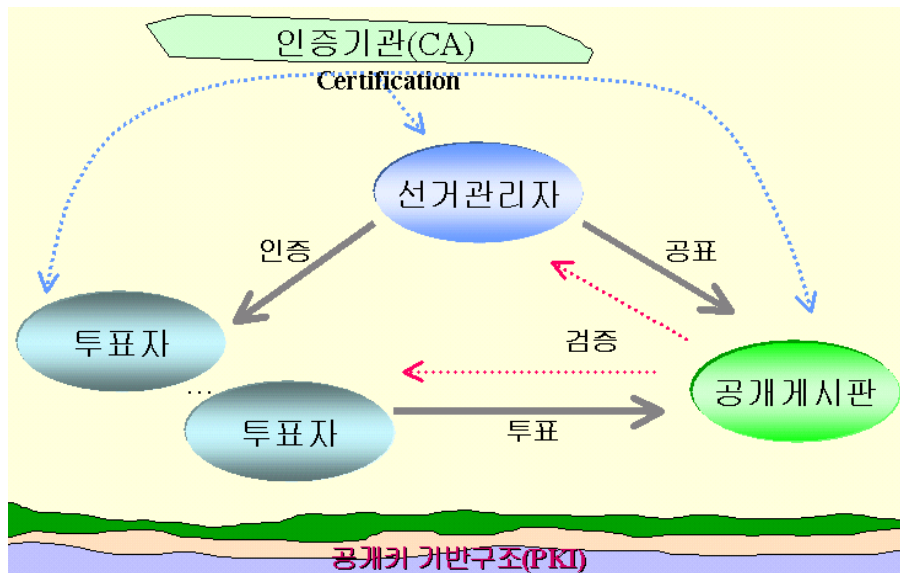 인증기관(CA)
Certification
선거관리자
인증
공표
투표자
검증
...
공개게시판
투표자
투표
공개키 기반구조(PKI)